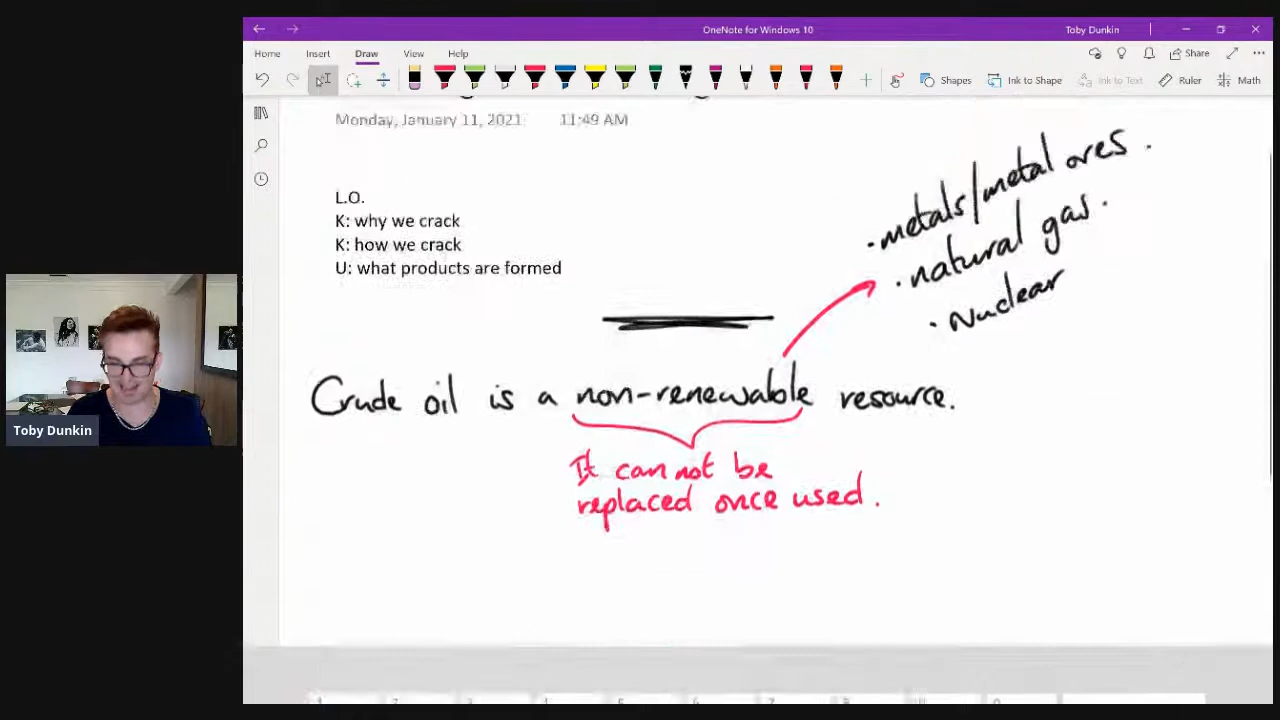 OneNote for Windows 10
Toby Dunkin
Home Insert Draw View Help
Share
Shapes Ink to Shape Ink to Text Ruler Math
Monday, January 11, 2021 11:49 AM
L.O.
K: why we crack
K: how we crack
U: what products are formed
. metals/metal ores .
. natural gas .
. Nuclear
Crude oil is a non-renewable resource.
It can not be
replaced once used.
Toby Dunkin